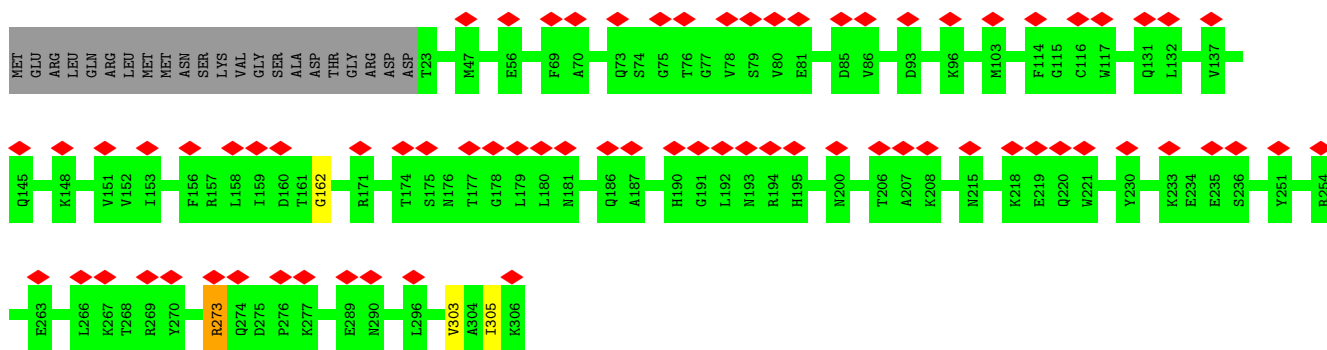 MET GLU ARG LEU GLN ARG LEU MET MET ASN SER LYS VAL GLY SER ALA ASP THR GLY ARG ASP ASP T23 M47 E56 F69 A70 Q73 S74 G75 T76 G77 V78 S79 V80 E81 D85 V86 D93 K96 M103 F114 G115 C116 W117 Q131 L132 V137
Q145 K148 V151 V152 I153 F156 R157 L158 I159 D160 T161 G162 R171 T174 S175 N176 T177 G178 L179 L180 N181 Q186 A187 H190 G191 L192 N193 R194 H195 N200 T206 A207 K208 N215 K218 E219 Q220 W221 Y230 K233 E234 E235 S236 Y251 R254
E263 L266 K267 T268 R269 Y270 R273 Q274 D275 P276 K277 E289 N290 L296 V303 A304 I305 K306